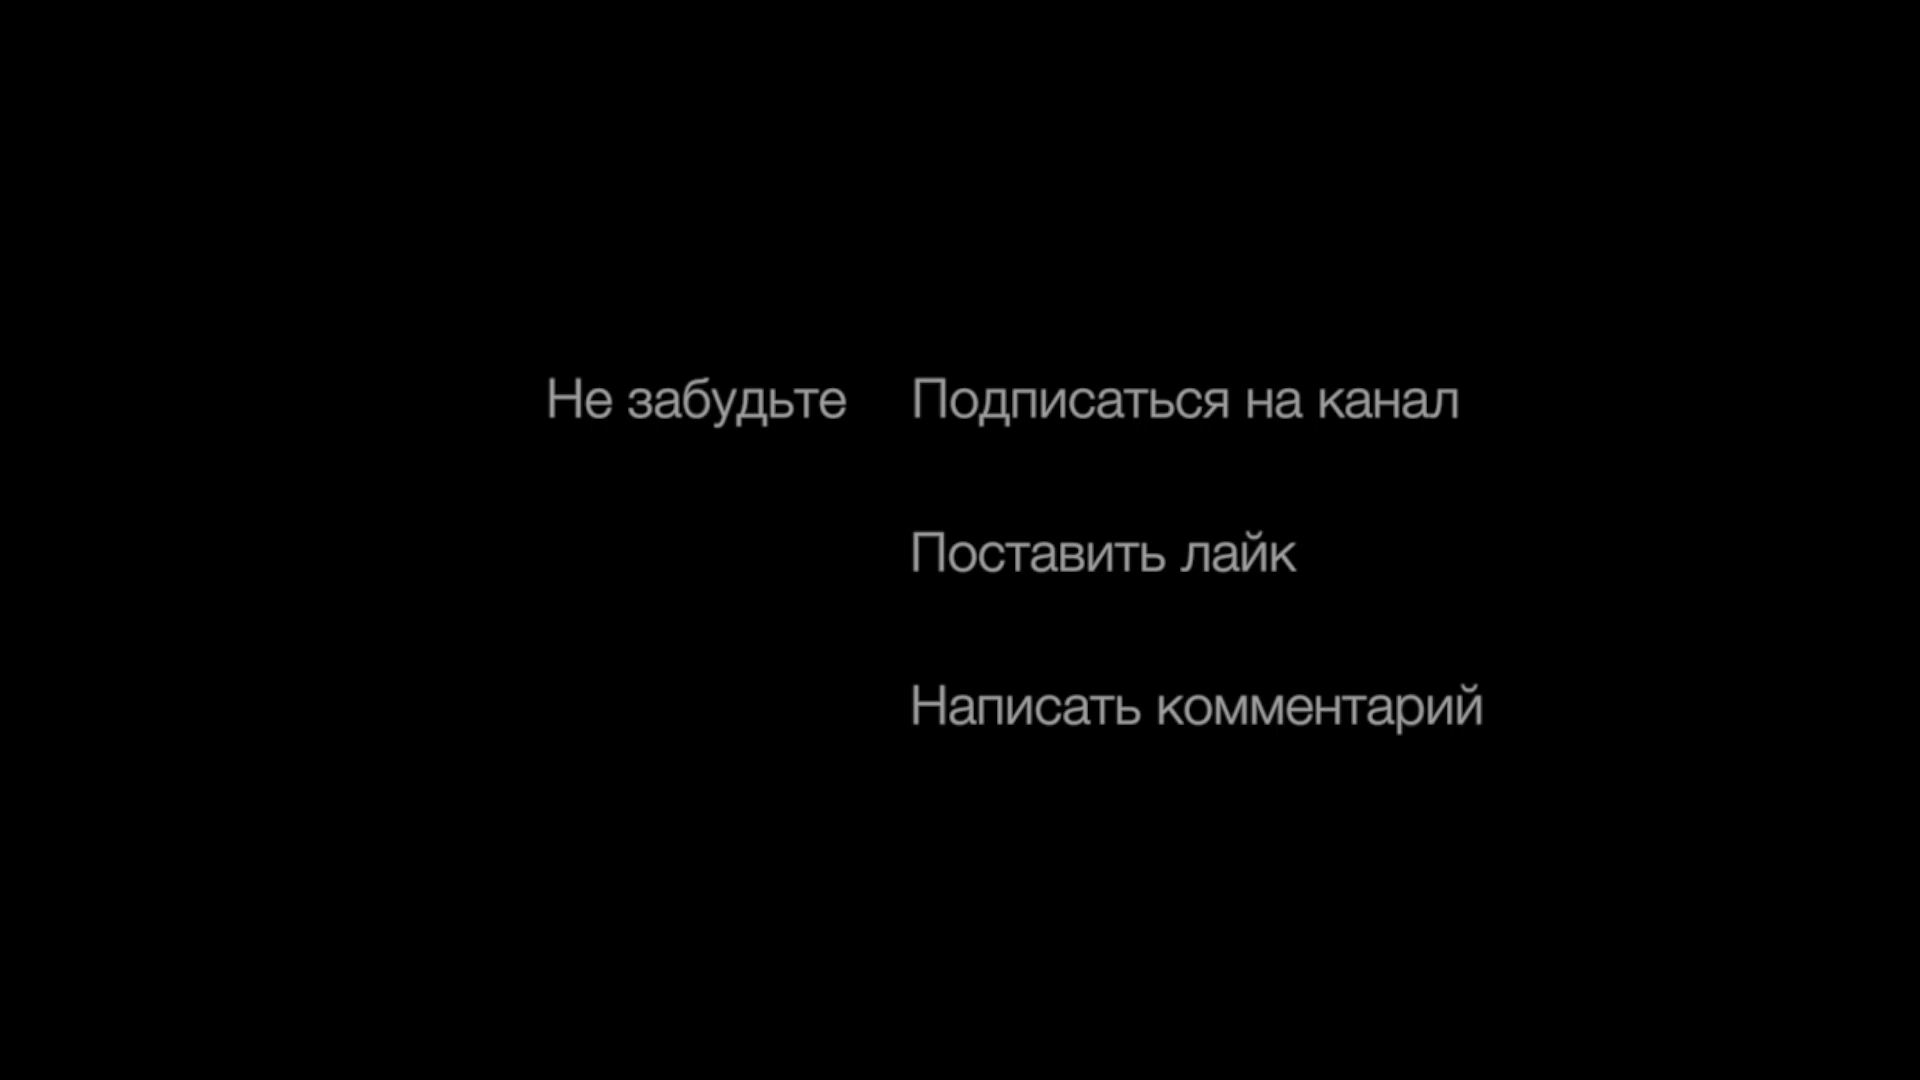 Не забудьте Подписаться на канал
Поставить лайк
Написать комментарий